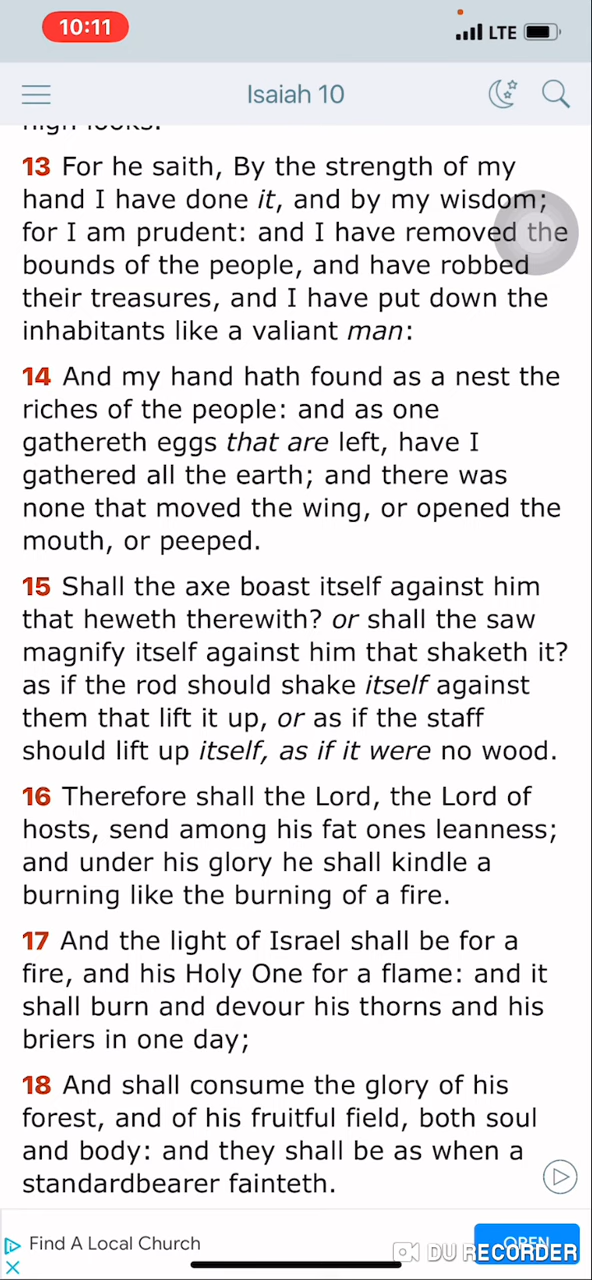 10:11
LTE
Isaiah 10
high looks.
13 For he saith, By the strength of my
hand I have done it, and by my wisdom;
for I am prudent: and I have removed the
bounds of the people, and have robbed
their treasures, and I have put down the
inhabitants like a valiant man:
14 And my hand hath found as a nest the
riches of the people: and as one
gathereth eggs that are left, have I
gathered all the earth; and there was
none that moved the wing, or opened the
mouth, or peeped.
15 Shall the axe boast itself against him
that heweth therewith? or shall the saw
magnify itself against him that shaketh it?
as if the rod should shake itself against
them that lift it up, or as if the staff
should lift up itself, as if it were no wood.
16 Therefore shall the Lord, the Lord of
hosts, send among his fat ones leanness;
and under his glory he shall kindle a
burning like the burning of a fire.
17 And the light of Israel shall be for a
fire, and his Holy One for a flame: and it
shall burn and devour his thorns and his
briers in one day;
18 And shall consume the glory of his
forest, and of his fruitful field, both soul
and body: and they shall be as when a
standardbearer fainteth.
Find A Local Church
OPEN
DU RECORDER